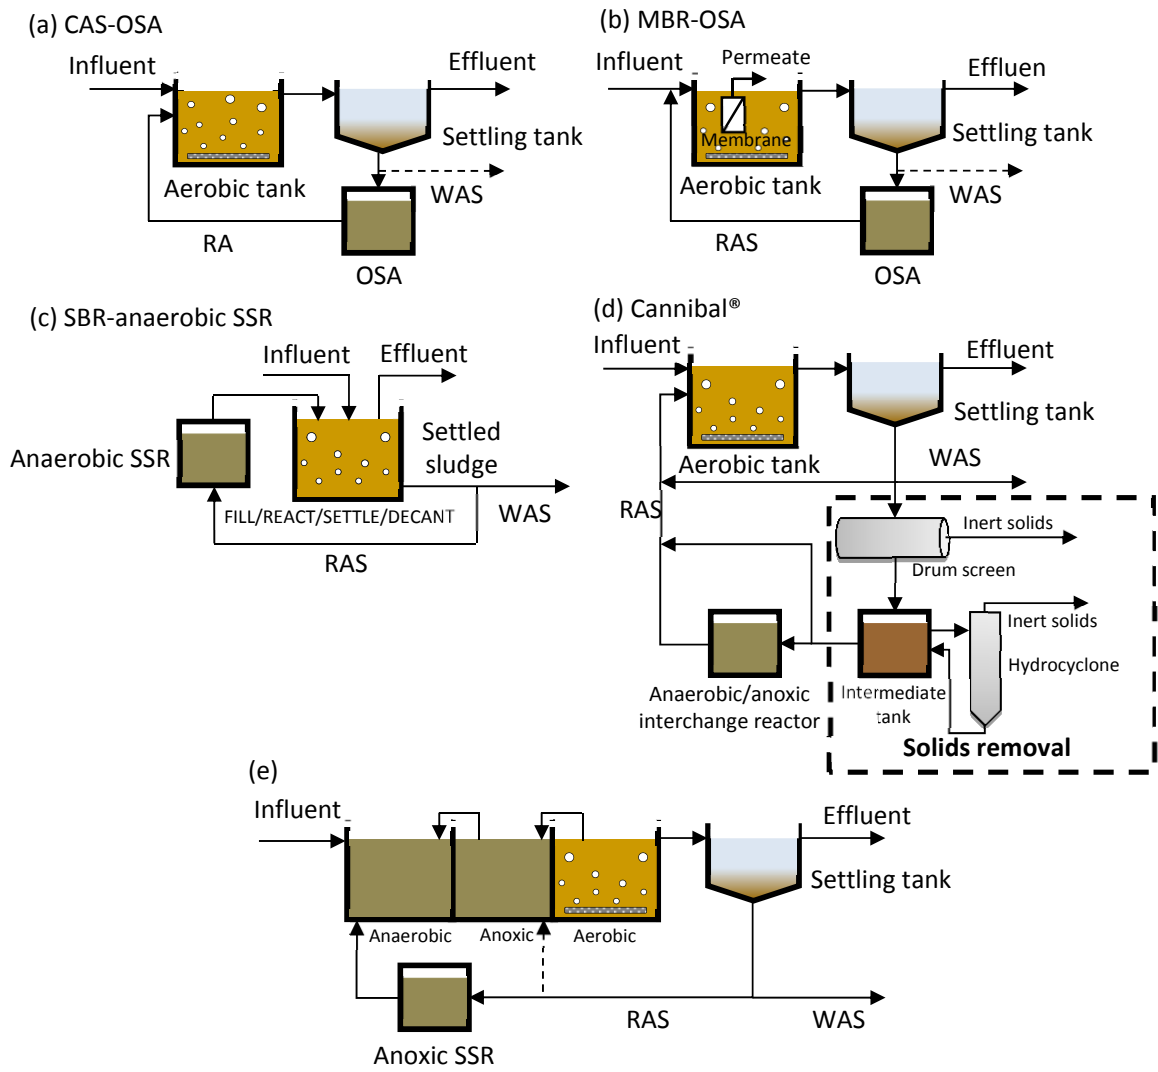 (a) CAS-OSA
Influent
Effluent
Settling tank
Aerobic tank
WAS
RA
OSA
(b) MBR-OSA
Influent
Permeate
Effluen
Membrane
Settling tank
Aerobic tank
WAS
RAS
OSA
(c) SBR-anaerobic SSR
Influent
Effluent
Anaerobic SSR
Settled
sludge
FILL/REACT/SETTLE/DECANT
WAS
RAS
(d) Cannibal®
Influent
Effluent
Settling tank
Aerobic tank
WAS
RAS
Inert solids
Drum screen
Inert solids
Hydrocyclone
Anaerobic/anoxic
interchange reactor
Intermediate
tank
Solids removal
(e)
Influent
Effluent
Settling tank
Anaerobic
Anoxic
Aerobic
RAS
WAS
Anoxic SSR